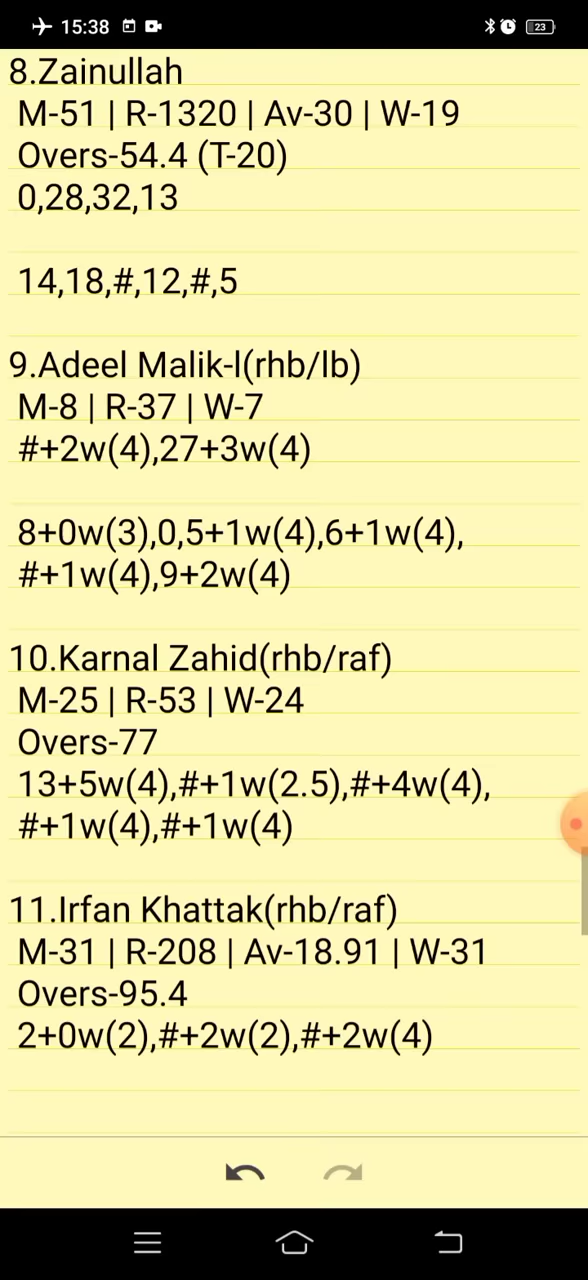 15:38
23
8.Zainullah
M-51 | R-1320 | Av-30 | W-19
Overs-54.4 (T-20)
0,28,32,13
14,18,#,12,#,5
9.Adeel Malik-l(rhb/lb)
M-8 | R-37 | W-7
#+2w(4),27+3w(4)
8+0w(3),0,5+1w(4),6+1w(4),
#+1w(4),9+2w(4)
10.Karnal Zahid(rhb/raf)
M-25 | R-53 | W-24
Overs-77
13+5w(4),#+1w(2.5),#+4w(4),
#+1w(4),#+1w(4)
11.Irfan Khattak(rhb/raf)
M-31 | R-208 | Av-18.91 | W-31
Overs-95.4
2+0w(2),#+2w(2),#+2w(4)